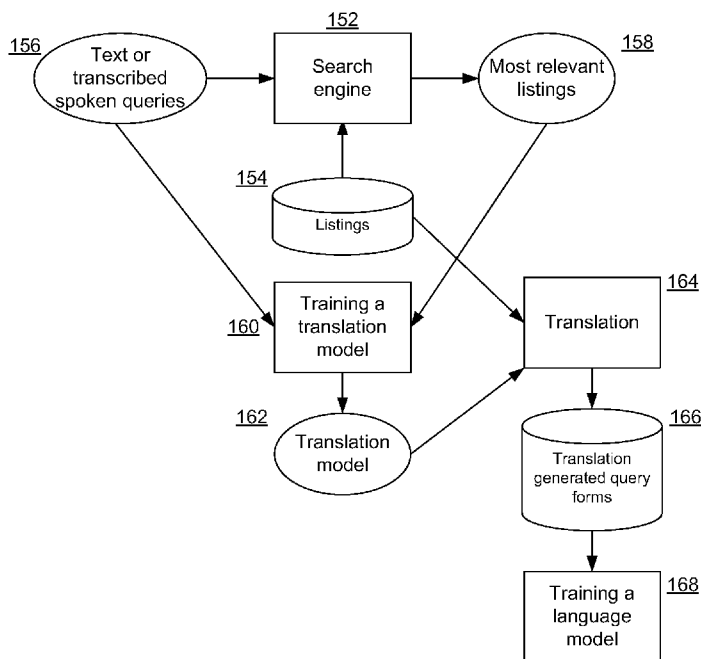 152
156
158
Text or
transcribed
spoken queries
Search
engine
Most relevant
listings
154
Listings
160
Training a
translation
model
164
Translation
162
Translation
model
166
Translation
generated query
forms
168
Training a
language
model